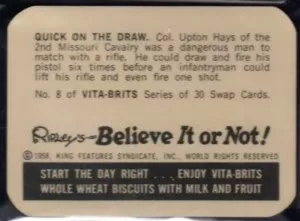 QUICK ON THE DRAW. Col. Upton Hays of the
2nd Missouri Cavalry was a dangerous man to
match with a rifle. He could draw and fire his
pistol six times before an infantryman could
lift his rifle and even fire one shot.
No. 8 of VITA-BRITS Series of 30 Swap Cards.
Ripley's—Believe It or Not!
© 1968, KING FEATURES SYNDICATE, INC., WORLD RIGHTS RESERVED
START THE DAY RIGHT . . . ENJOY VITA-BRITS
WHOLE WHEAT BISCUITS WITH MILK AND FRUIT